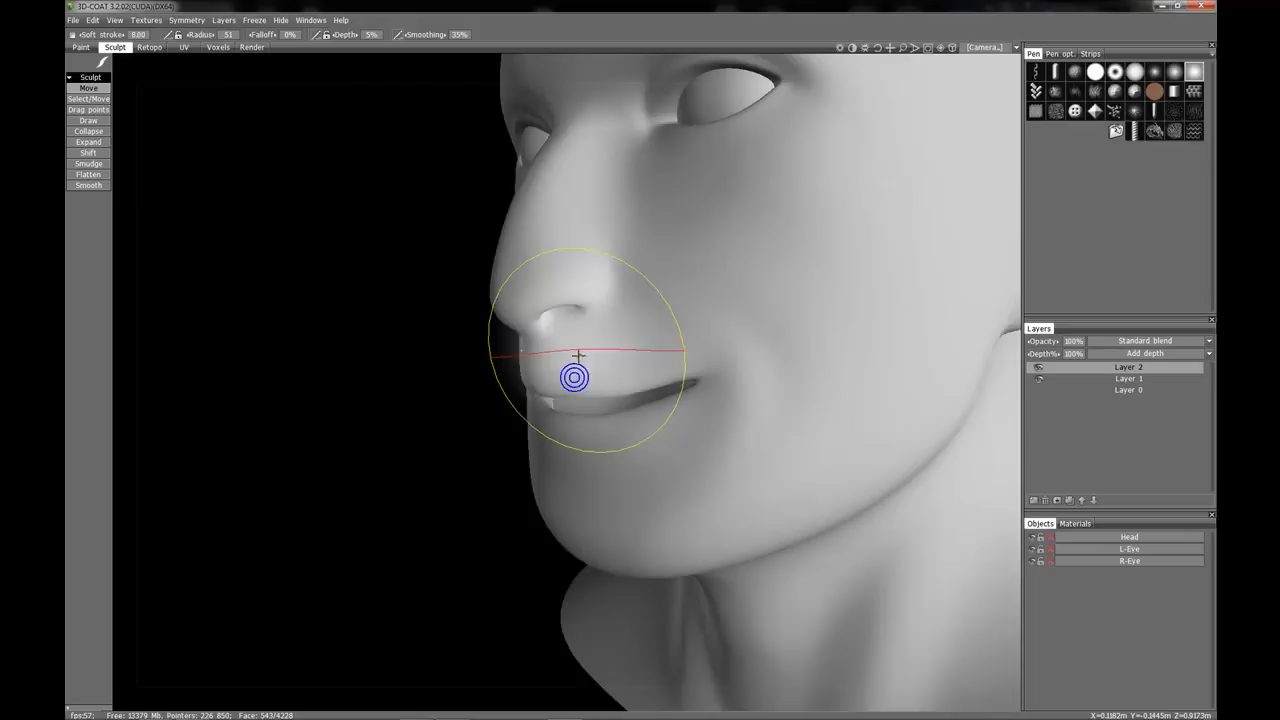 3D-COAT 3.2.02(CUDA)(DX64)
File Edit View Textures Symmetry Layers Freeze Hide Windows Help
Soft stroke 8.00 Radius 51 Falloff 0% Depth 5% Smoothing 35%
Paint Sculpt Retopo UV Voxels Render [Camera..]
Sculpt
Move
Select/Move
Drag points
Draw
Collapse
Expand
Shift
Smudge
Flatten
Smooth
Pen Pen opt. Strips
Layers
Opacity 100% Standard blend
Depth% 100% Add depth
Layer 2
Layer 1
Layer 0
Objects Materials
Head
L-Eye
R-Eye
fps:57; Free: 13379 Mb, Pointers: 226 850; Face: 543/4228 X=0.1182m Y=-0.1445m Z=0.9173m